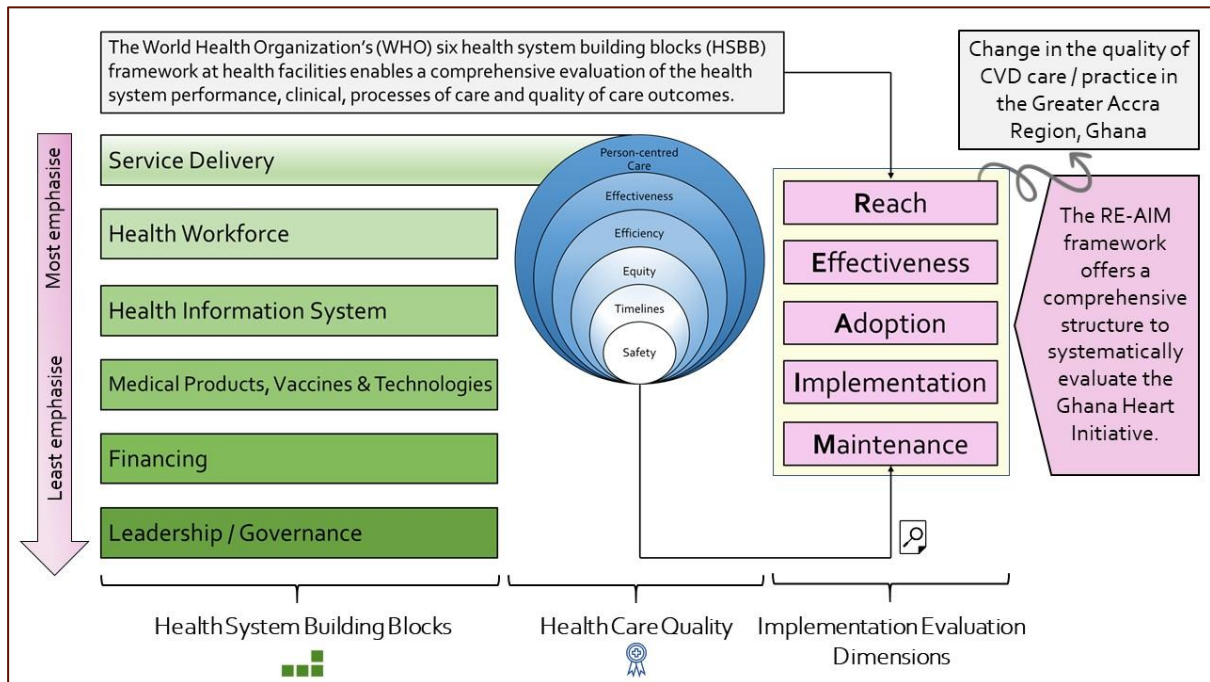 The World Health Organization's (WHO) six health system building blocks (HSBB)
framework at health facilities enables a comprehensive evaluation of the health
system performance, clinical, processes of care and quality of care outcomes.
Change in the quality of
CVD care / practice in
the Greater Accra
Region, Ghana
Most emphasise
Least emphasise
Service Delivery
Health Workforce
Health Information System
Medical Products, Vaccines & Technologies
Financing
Leadership / Governance
Person-centred
Care
Effectiveness
Efficiency
Equity
Timelines
Safety
Reach
Effectiveness
Adoption
Implementation
Maintenance
The RE-AIM
framework
offers a
comprehensive
structure to
systematically
evaluate the
Ghana Heart
Initiative.
Health System Building Blocks
Health Care Quality
Implementation Evaluation
Dimensions